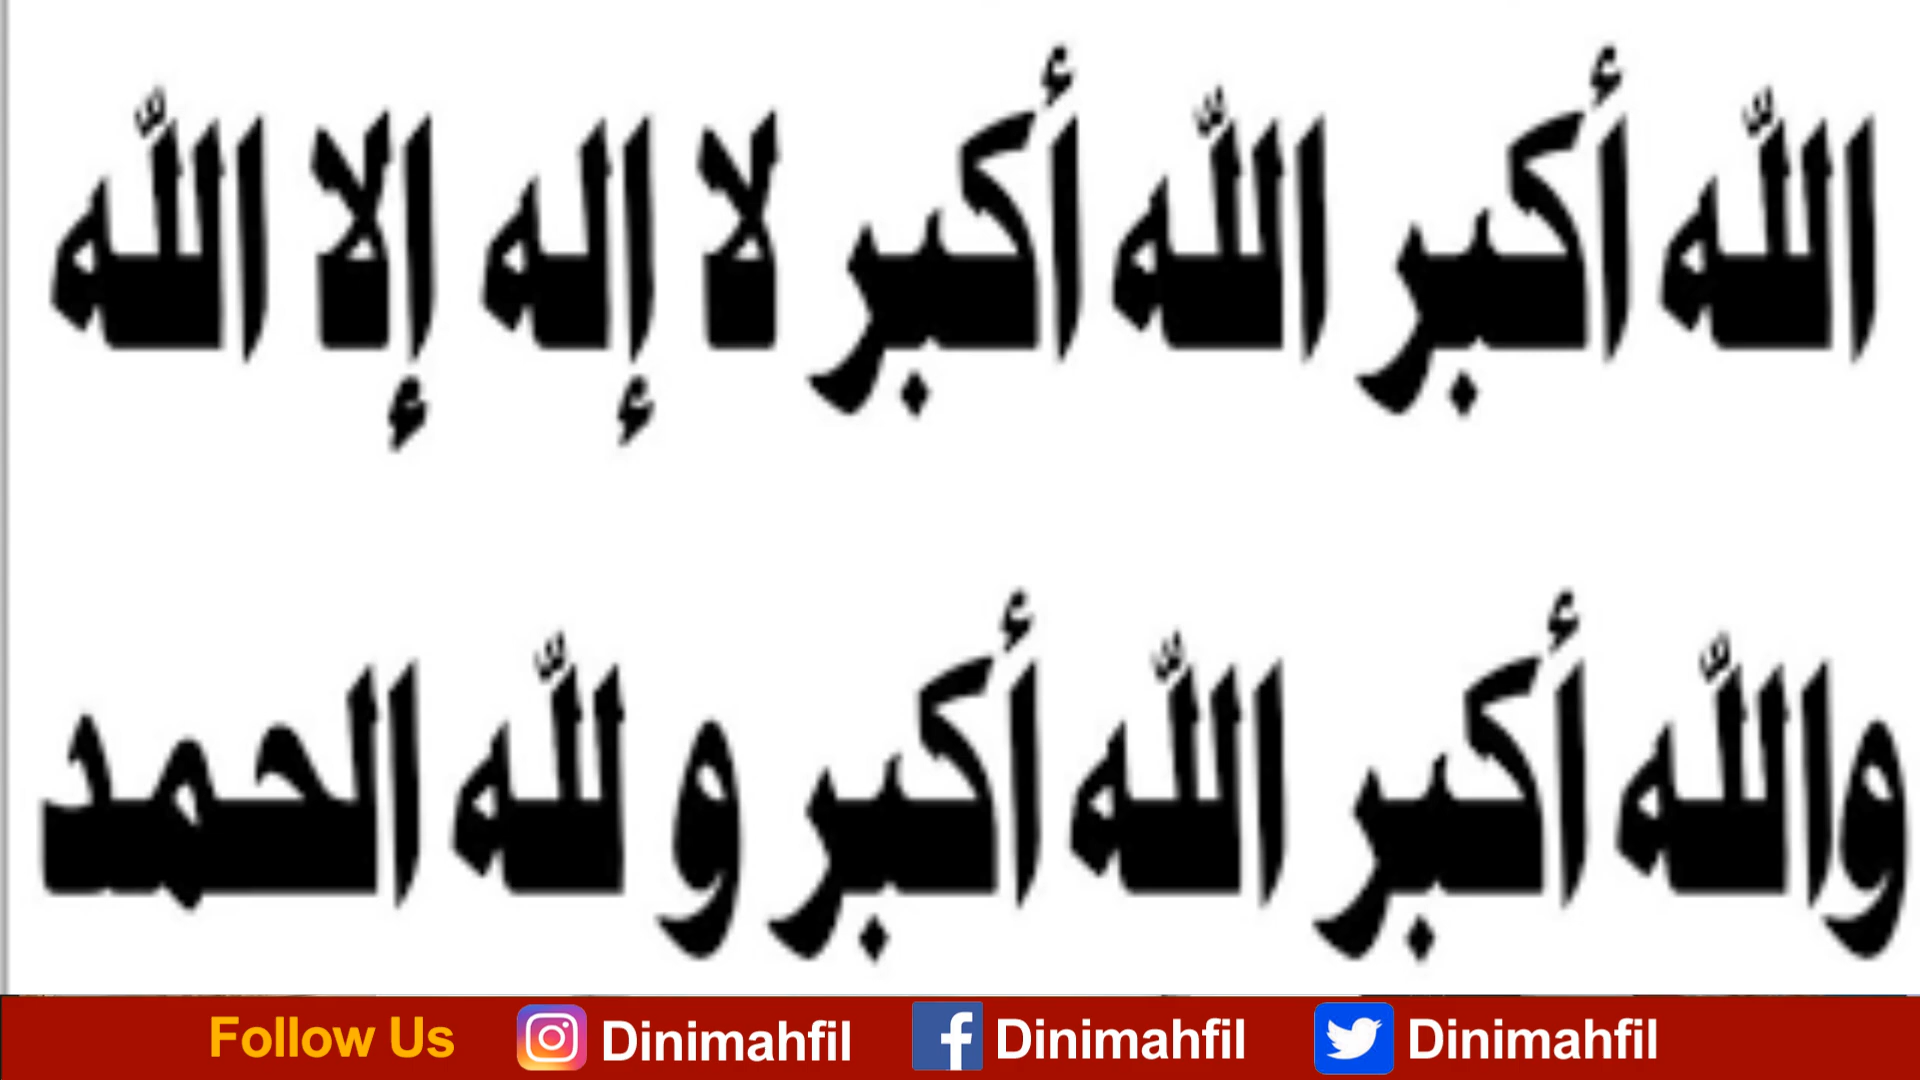 الله أكبر الله أكبر لا إله إلا الله
والله أكبر الله أكبر و لله الحمد
Follow Us Dinimahfil Dinimahfil Dinimahfil